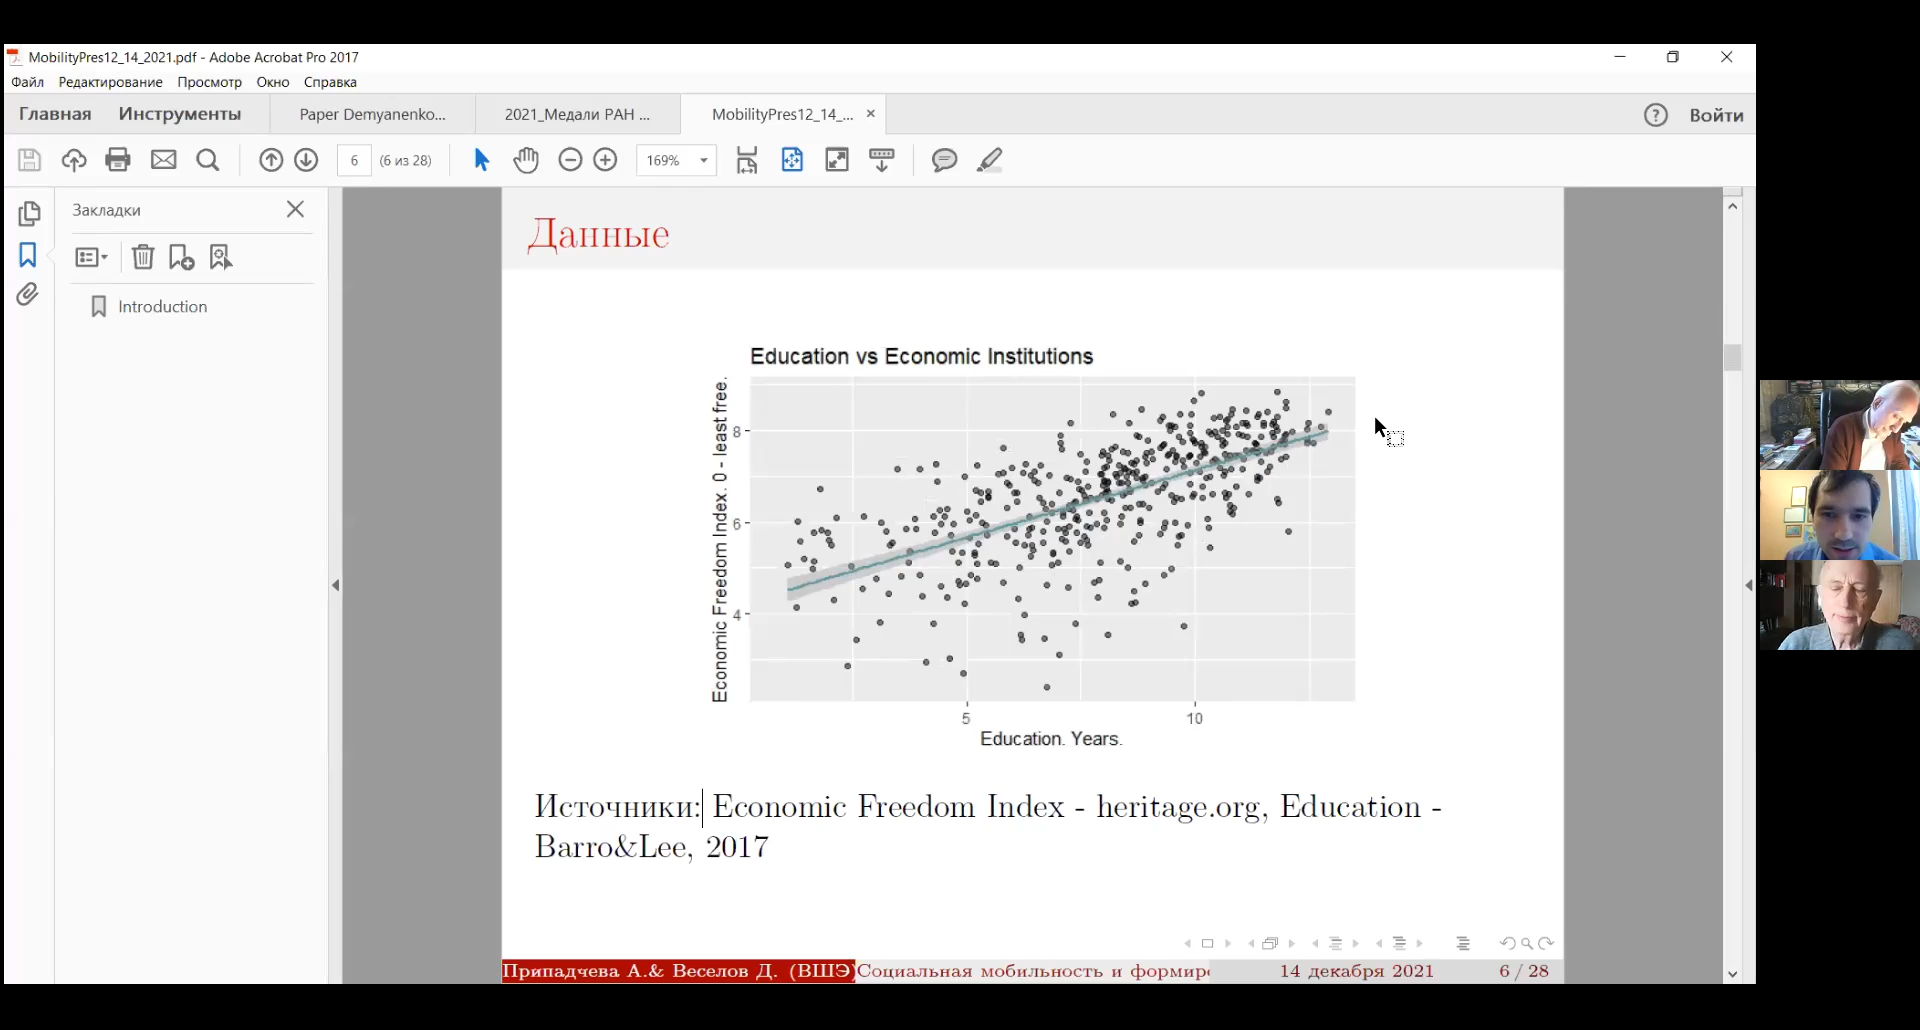 MobilityPres12_14_2021.pdf - Adobe Acrobat Pro 2017
Файл Редактирование Просмотр Окно Справка
Главная Инструменты Paper Demyanenko... 2021_Медали РАН ... MobilityPres12_14_... × ? Войти
6 (6 из 28) 169%
Закладки
Introduction
Данные
Education vs Economic Institutions
Economic Freedom Index. 0 - least free.
8
6
4
5 10
Education. Years.
Источники: Economic Freedom Index - heritage.org, Education -
Barro&Lee, 2017
Припадчева А.& Веселов Д. (ВШЭ) Социальная мобильность и формиро 14 декабря 2021 6 / 28